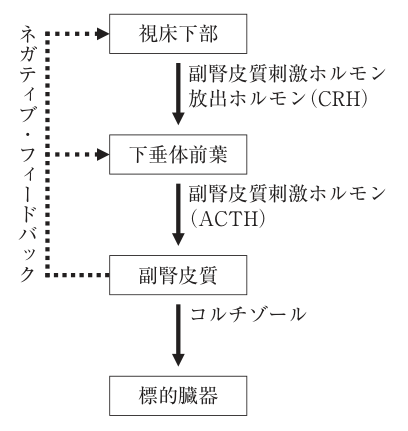 視床下部
副腎皮質刺激ホルモン
放出ホルモン(CRH)
下垂体前葉
副腎皮質刺激ホルモン
(ACTH)
副腎皮質
コルチゾール
標的臓器
ネガティブ・フィードバック